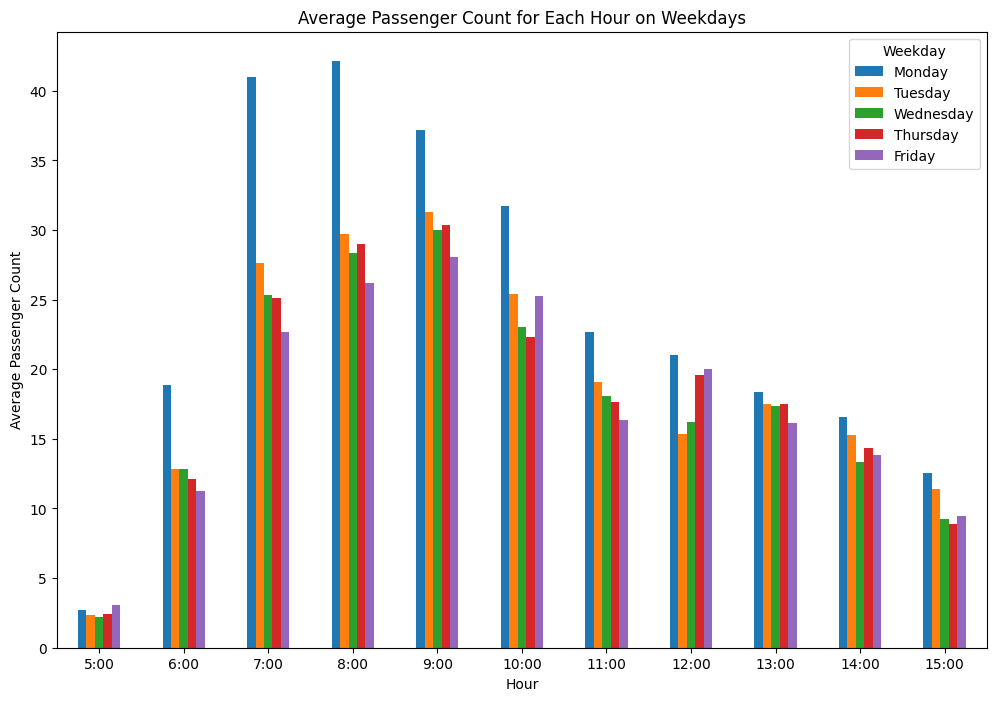 Average Passenger Count for Each Hour on Weekdays
Weekday
Monday
Tuesday
Wednesday
Thursday
Friday
Average Passenger Count
40
35
30
25
20
15
10
5
0
5:00 6:00 7:00 8:00 9:00 10:00 11:00 12:00 13:00 14:00 15:00
Hour